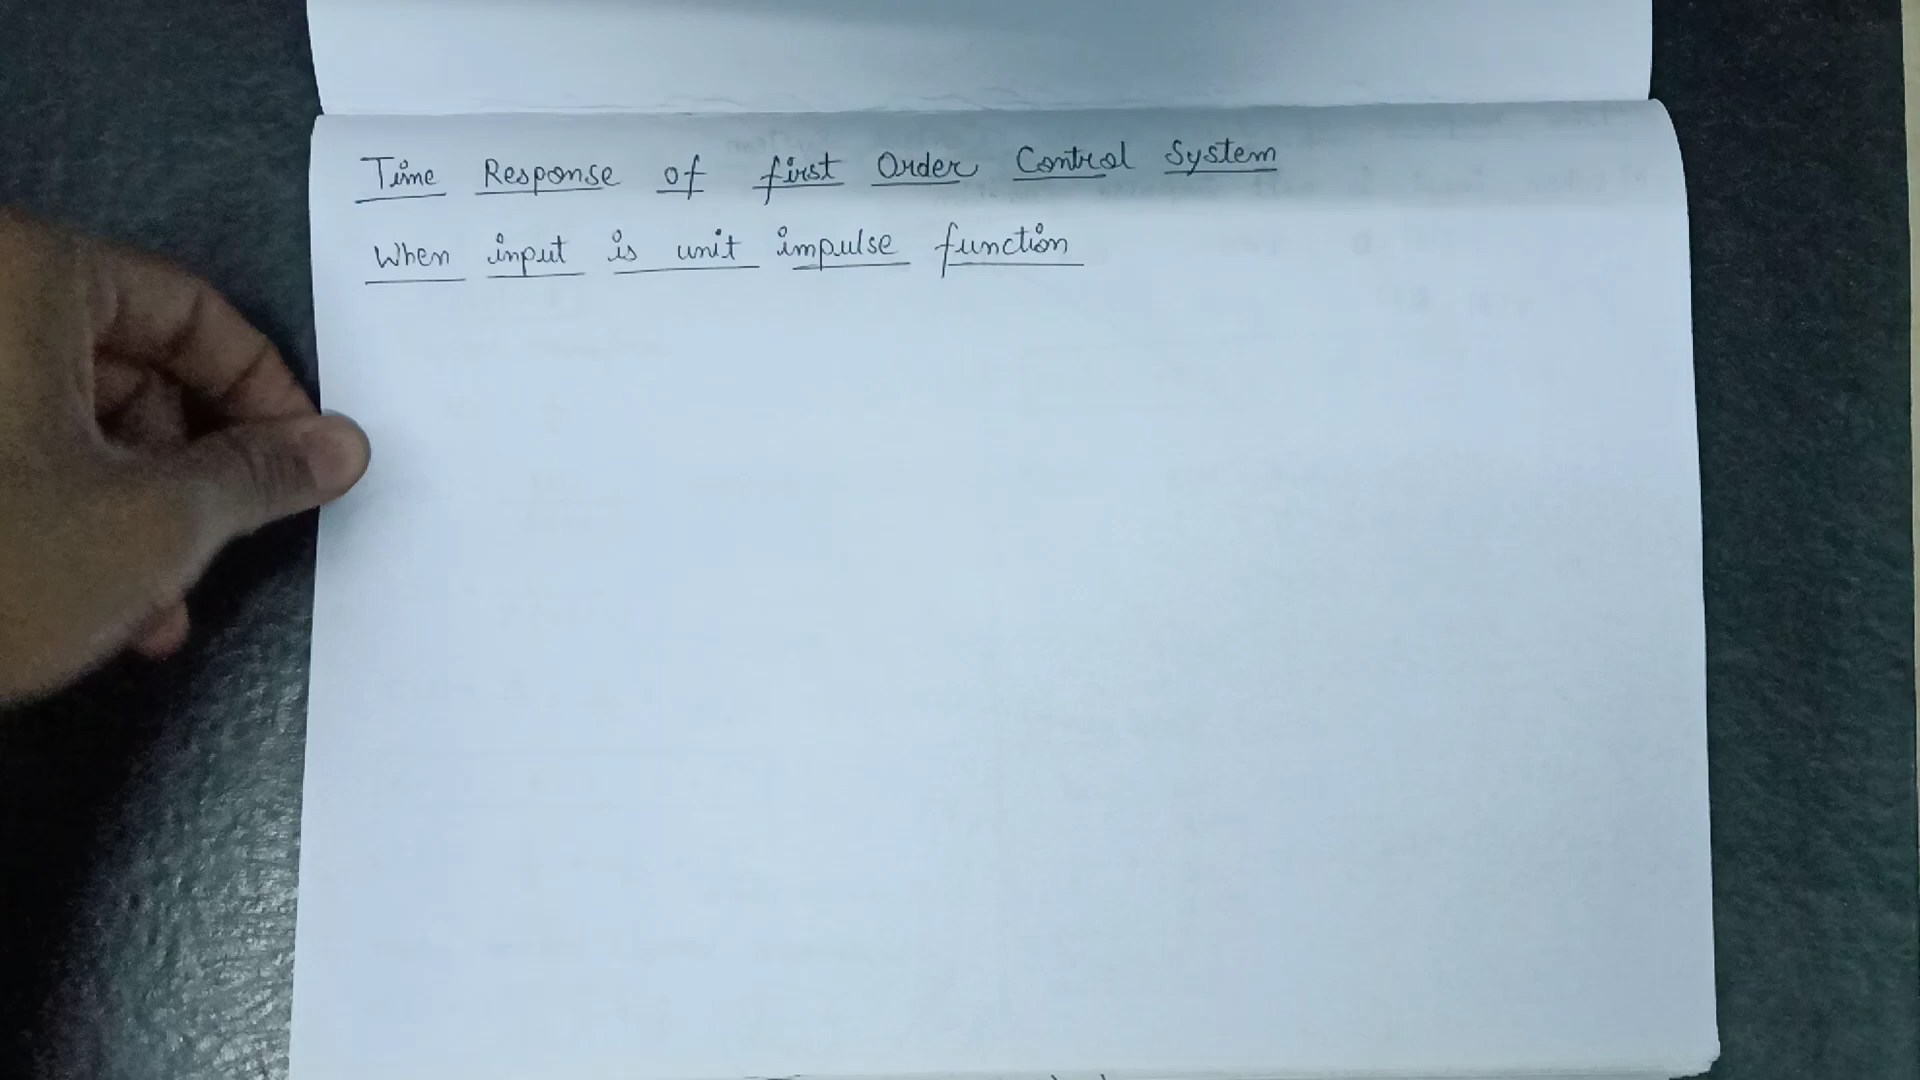 Time Response of first Order Control System
When input is unit impulse function